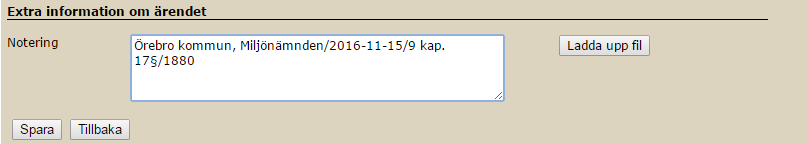 Extra information om ärendet
Notering
Örebro kommun, Miljönämnden/2016-11-15/9 kap.
17§/1880
Ladda upp fil
Spara
Tillbaka